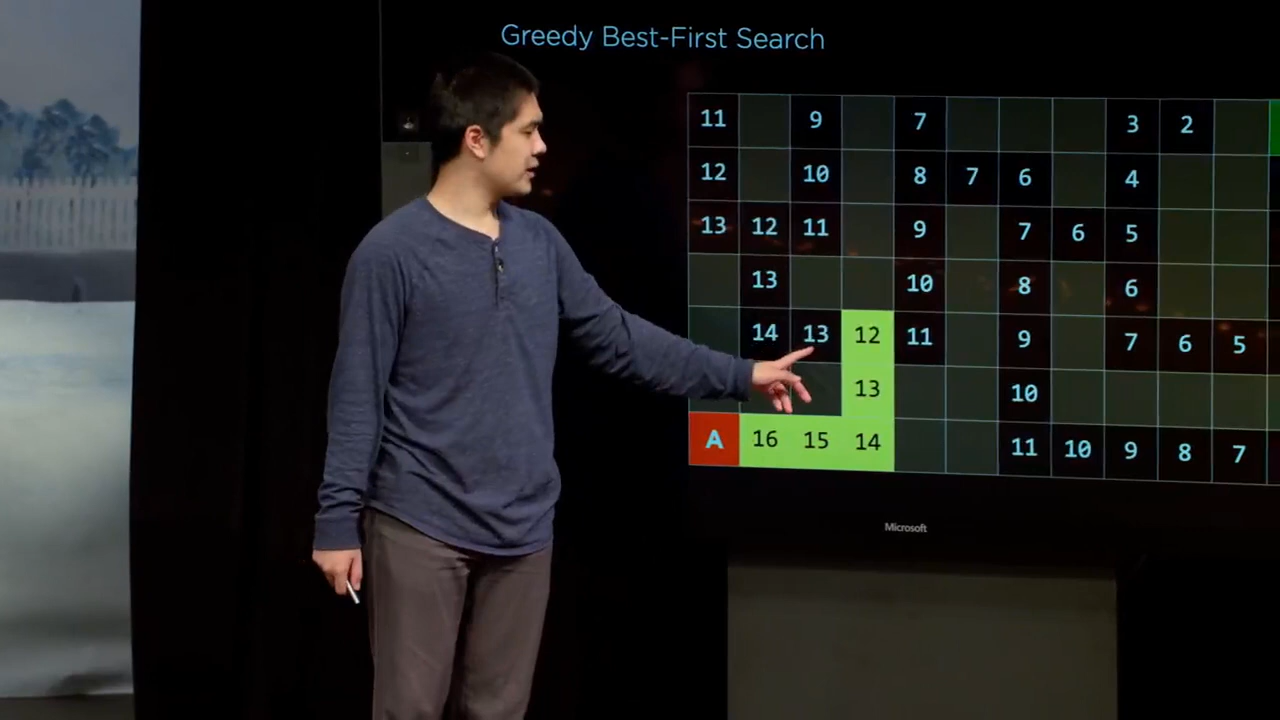 Greedy Best-First Search
11 9 7 3 2
12 10 8 7 6 4
13 12 11 9 7 6 5
13 10 8 6
14 13 12 11 9 7 6 5
13 10
A 16 15 14 11 10 9 8 7
Microsoft